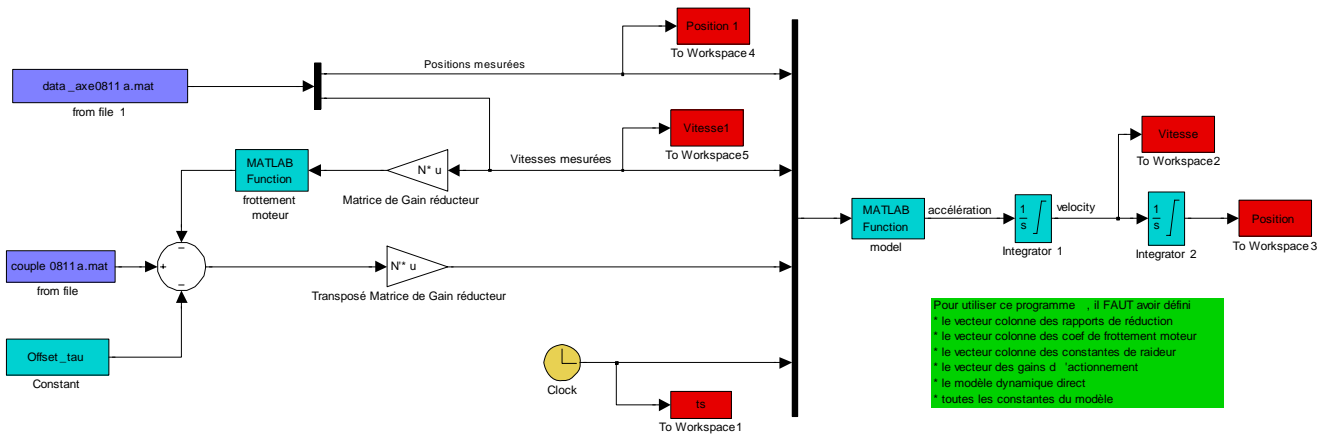 Position 1
To Workspace4
Positions mesurées
data _axe0811 a.mat
from file 1
Vitesse1
To Workspace5
Vitesse
To Workspace2
Vitesses mesurées
MATLAB
Function
frottement
moteur
N* u
Matrice de Gain réducteur
MATLAB
Function
model
accélération
1
s
Integrator 1
velocity
1
s
Integrator 2
Position
To Workspace3
−
+
−
couple 0811a.mat
from file
N'* u
Transposé Matrice de Gain réducteur
Offset _tau
Constant
Clock
ts
To Workspace1
Pour utiliser ce programme , il FAUT avoir défini
* le vecteur colonne des rapports de réduction
* le vecteur colonne des coef de frottement moteur
* le vecteur colonne des constantes de raideur
* le vecteur des gains d 'actionnement
* le modèle dynamique direct
* toutes les constantes du modèle